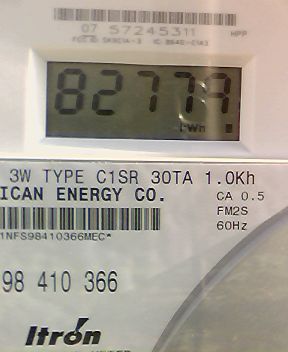 07 57245311
HPP
82779
kWh
3W TYPE C1SR 30TA 1.0Kh
ICAN ENERGY CO.
CA 0.5
FM2S
60Hz
1NFS98410366MEC*
98 410 366
Itron